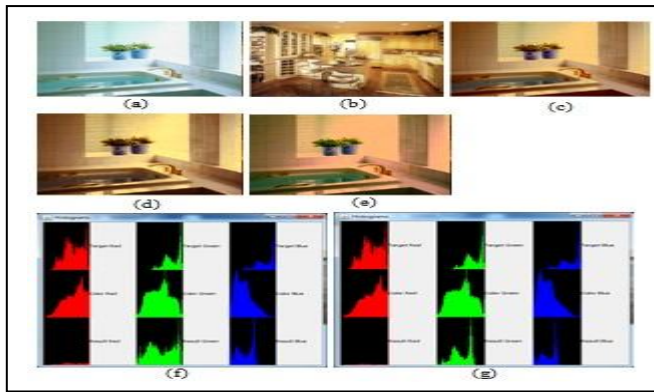 (a) (b) (c)
(d) (e)
Histograms
Target Red Target Green Target Blue
Color Red Color Green Color Blue
Result Red Result Green Result Blue
(f)
Histograms
Target Red Target Green Target Blue
Color Red Color Green Color Blue
Result Red Result Green Result Blue
(g)